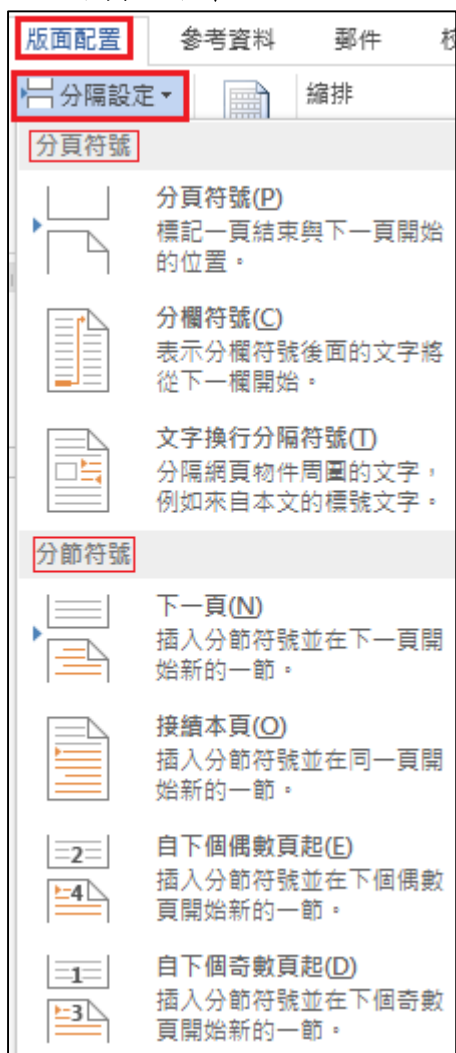 版面配置 參考資料 郵件
分隔設定 縮排
分頁符號
分頁符號(P)
標記一頁結束與下一頁開始
的位置。
分欄符號(C)
表示分欄符號後面的文字將
從下一欄開始。
文字換行分隔符號(T)
分隔網頁物件周圍的文字，
例如來自本文的標號文字。
分節符號
下一頁(N)
插入分節符號並在下一頁開
始新的一節。
接續本頁(O)
插入分節符號並在同一頁開
始新的一節。
2
4
自下個偶數頁起(E)
插入分節符號並在下個偶數
頁開始新的一節。
1
3
自下個奇數頁起(D)
插入分節符號並在下個奇數
頁開始新的一節。